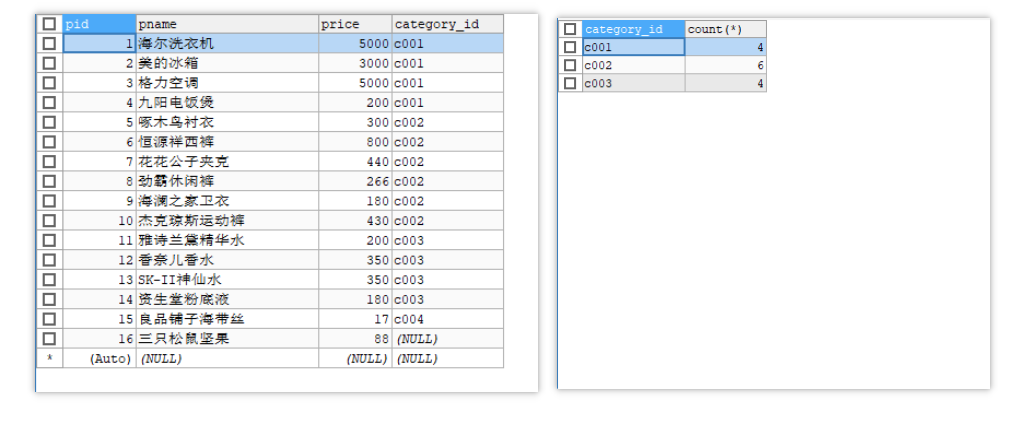 pid pname price category_id
1 海尔洗衣机 5000 c001
2 美的冰箱 3000 c001
3 格力空调 5000 c001
4 九阳电饭煲 200 c001
5 啄木鸟衬衣 300 c002
6 恒源祥西裤 800 c002
7 花花公子夹克 440 c002
8 劲霸休闲裤 266 c002
9 海澜之家卫衣 180 c002
10 杰克琼斯运动裤 430 c002
11 雅诗兰黛精华水 200 c003
12 香奈儿香水 350 c003
13 SK-II神仙水 350 c003
14 资生堂粉底液 180 c003
15 良品铺子海带丝 17 c004
16 三只松鼠坚果 88 (NULL)
* (Auto) (NULL) (NULL) (NULL)
category_id count(*)
c001 4
c002 6
c003 4